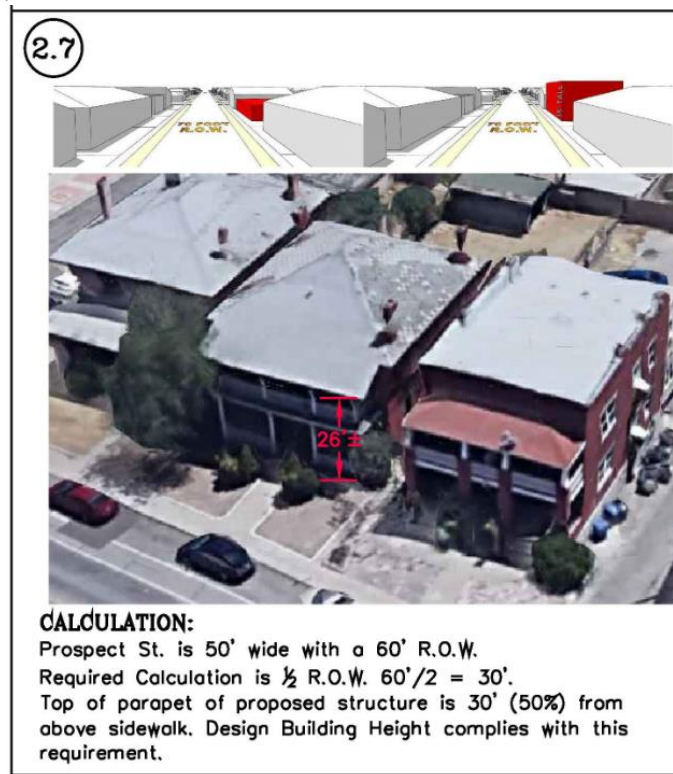 2.7
R.O.W.
R.O.W.
26'±
CALCULATION:
Prospect St. is 50' wide with a 60' R.O.W.
Required Calculation is ½ R.O.W. 60'/2 = 30'.
Top of parapet of proposed structure is 30' (50%) from
above sidewalk. Design Building Height complies with this
requirement.